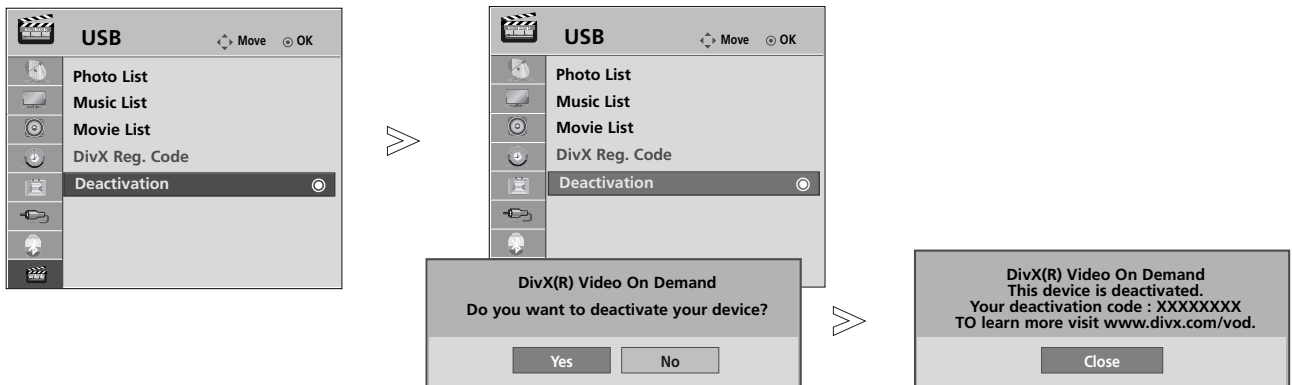 USB
Move
OK
Photo List
Music List
Movie List
DivX Reg. Code
Deactivation
USB
Move
OK
Photo List
Music List
Movie List
DivX Reg. Code
Deactivation
DivX(R) Video On Demand
Do you want to deactivate your device?
Yes
No
DivX(R) Video On Demand
This device is deactivated.
Your deactivation code : XXXXXXXX
TO learn more visit www.divx.com/vod.
Close